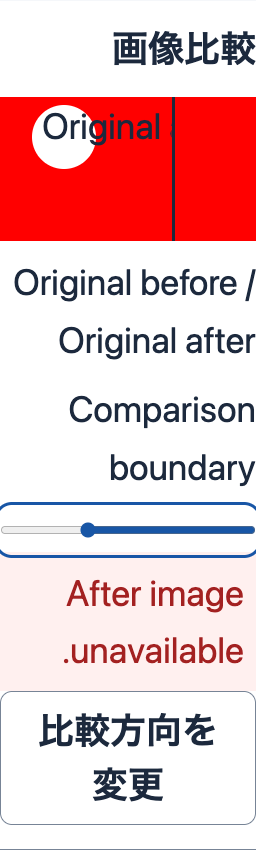 画像比較
Original
Original before /
Original after
Comparison
boundary
After image
.unavailable
比較方向を
変更